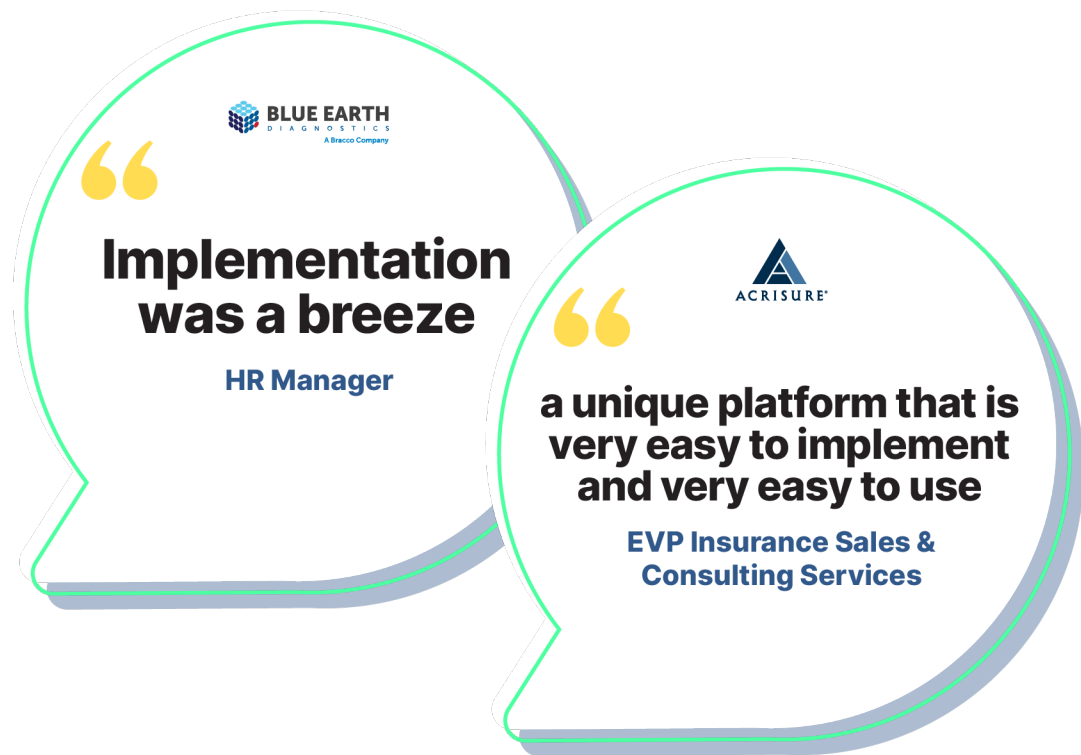 BLUE EARTH
DIAGNOSTICS
A Bracco Company
Implementation
was a breeze
HR Manager
ACRISURE®
a unique platform that is
very easy to implement
and very easy to use
EVP Insurance Sales &
Consulting Services